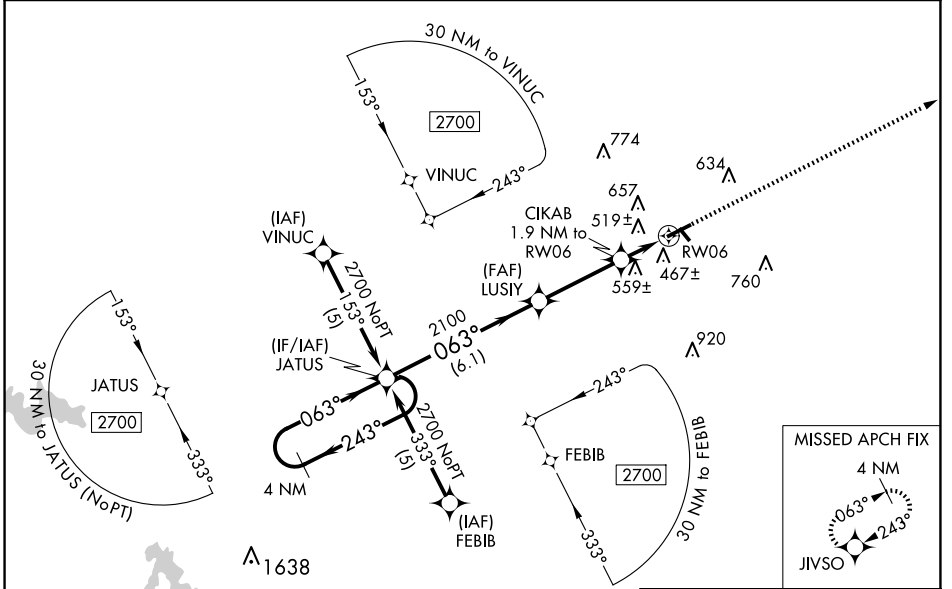 30 NM to VINUC
153°
2700
VINUC
243°
774
634
657
519±
CIKAB
1.9 NM to
RW06
RW06
467±
559±
760
(IAF)
VINUC
2700 NoPT
153°
(5)
(FAF)
LUSIY
2100
063°
(6.1)
(IF/IAF)
JATUS
920
153°
JATUS
2700
333°
30 NM to JATUS (NoPT)
063°
243°
4 NM
2700 NoPT
333°
(5)
(IAF)
FEBIB
243°
FEBIB
2700
333°
30 NM to FEBIB
1638
MISSED APCH FIX
4 NM
063°
243°
JIVSO